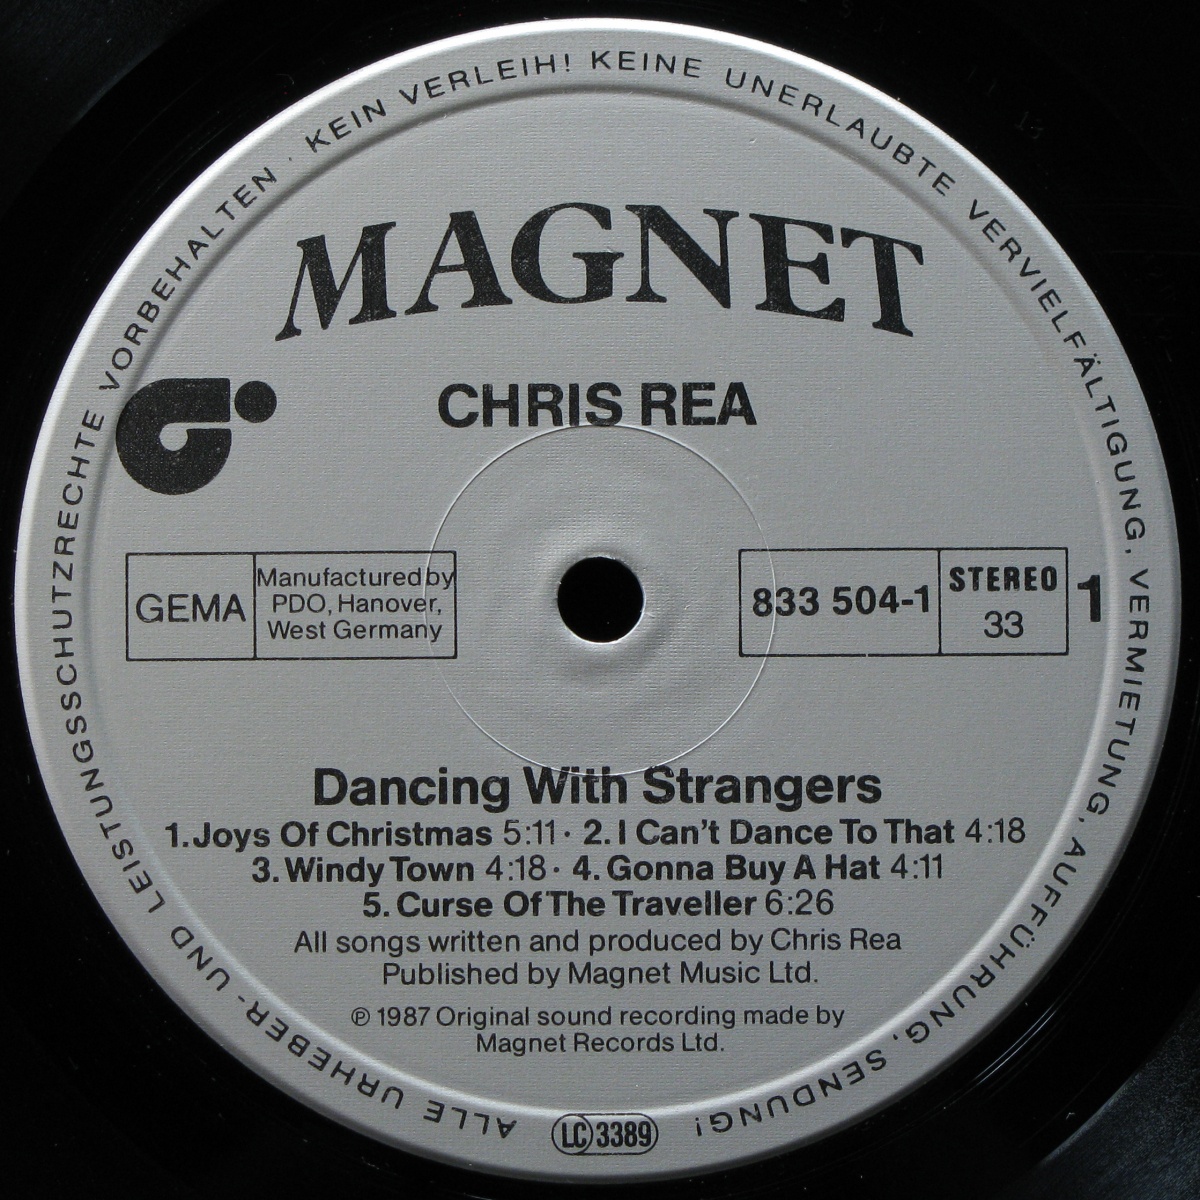 ALLE URHEBER- UND LEISTUNGSSCHUTZRECHTE VORBEHALTEN · KEIN VERLEIH! KEINE UNERLAUBTE VERVIELFÄLTIGUNG, VERMIETUNG, AUFFÜHRUNG, SENDUNG!
MAGNET
CHRIS REA
GEMA
Manufactured by
PDO, Hanover,
West Germany
833 504-1
STEREO
33
1
Dancing With Strangers
1. Joys Of Christmas 5:11 · 2. I Can't Dance To That 4:18
3. Windy Town 4:18 · 4. Gonna Buy A Hat 4:11
5. Curse Of The Traveller 6:26
All songs written and produced by Chris Rea
Published by Magnet Music Ltd.
℗ 1987 Original sound recording made by
Magnet Records Ltd.
LC 3389